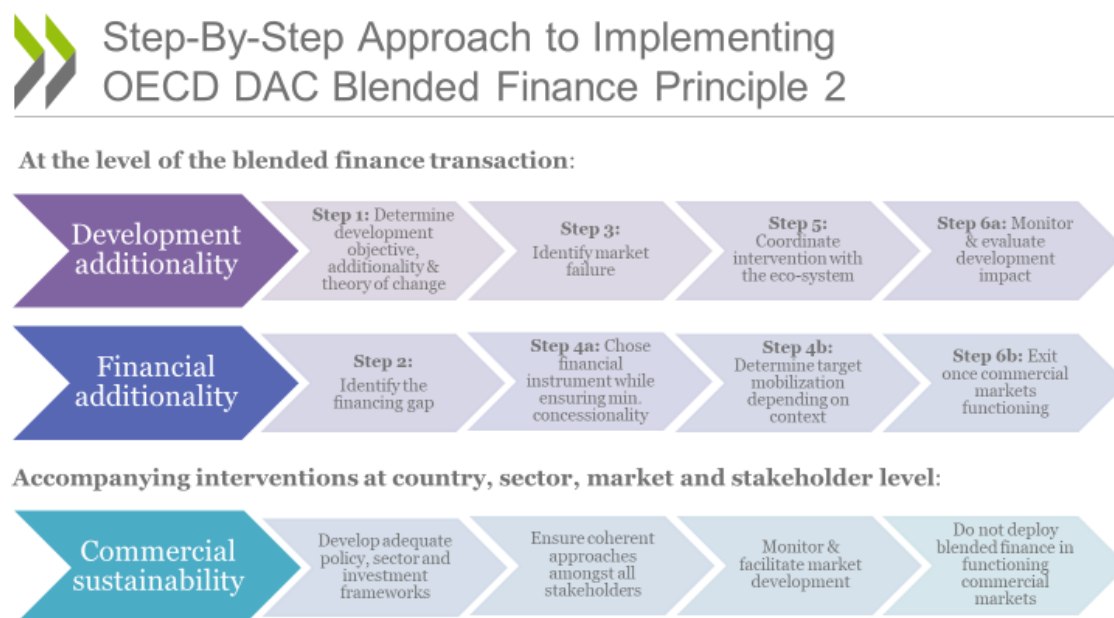 Step-By-Step Approach to Implementing
OECD DAC Blended Finance Principle 2
At the level of the blended finance transaction:
Development
additionality
Step 1: Determine
development
objective,
additionality &
theory of change
Step 3:
Identify market
failure
Step 5:
Coordinate
intervention with
the eco-system
Step 6a: Monitor
& evaluate
development
impact
Financial
additionality
Step 2:
Identify the
financing gap
Step 4a: Chose
financial
instrument while
ensuring min.
concessionality
Step 4b:
Determine target
mobilization
depending on
context
Step 6b: Exit
once commercial
markets
functioning
Accompanying interventions at country, sector, market and stakeholder level:
Commercial
sustainability
Develop adequate
policy, sector and
investment
frameworks
Ensure coherent
approaches
amongst all
stakeholders
Monitor &
facilitate market
development
Do not deploy
blended finance in
functioning
commercial
markets